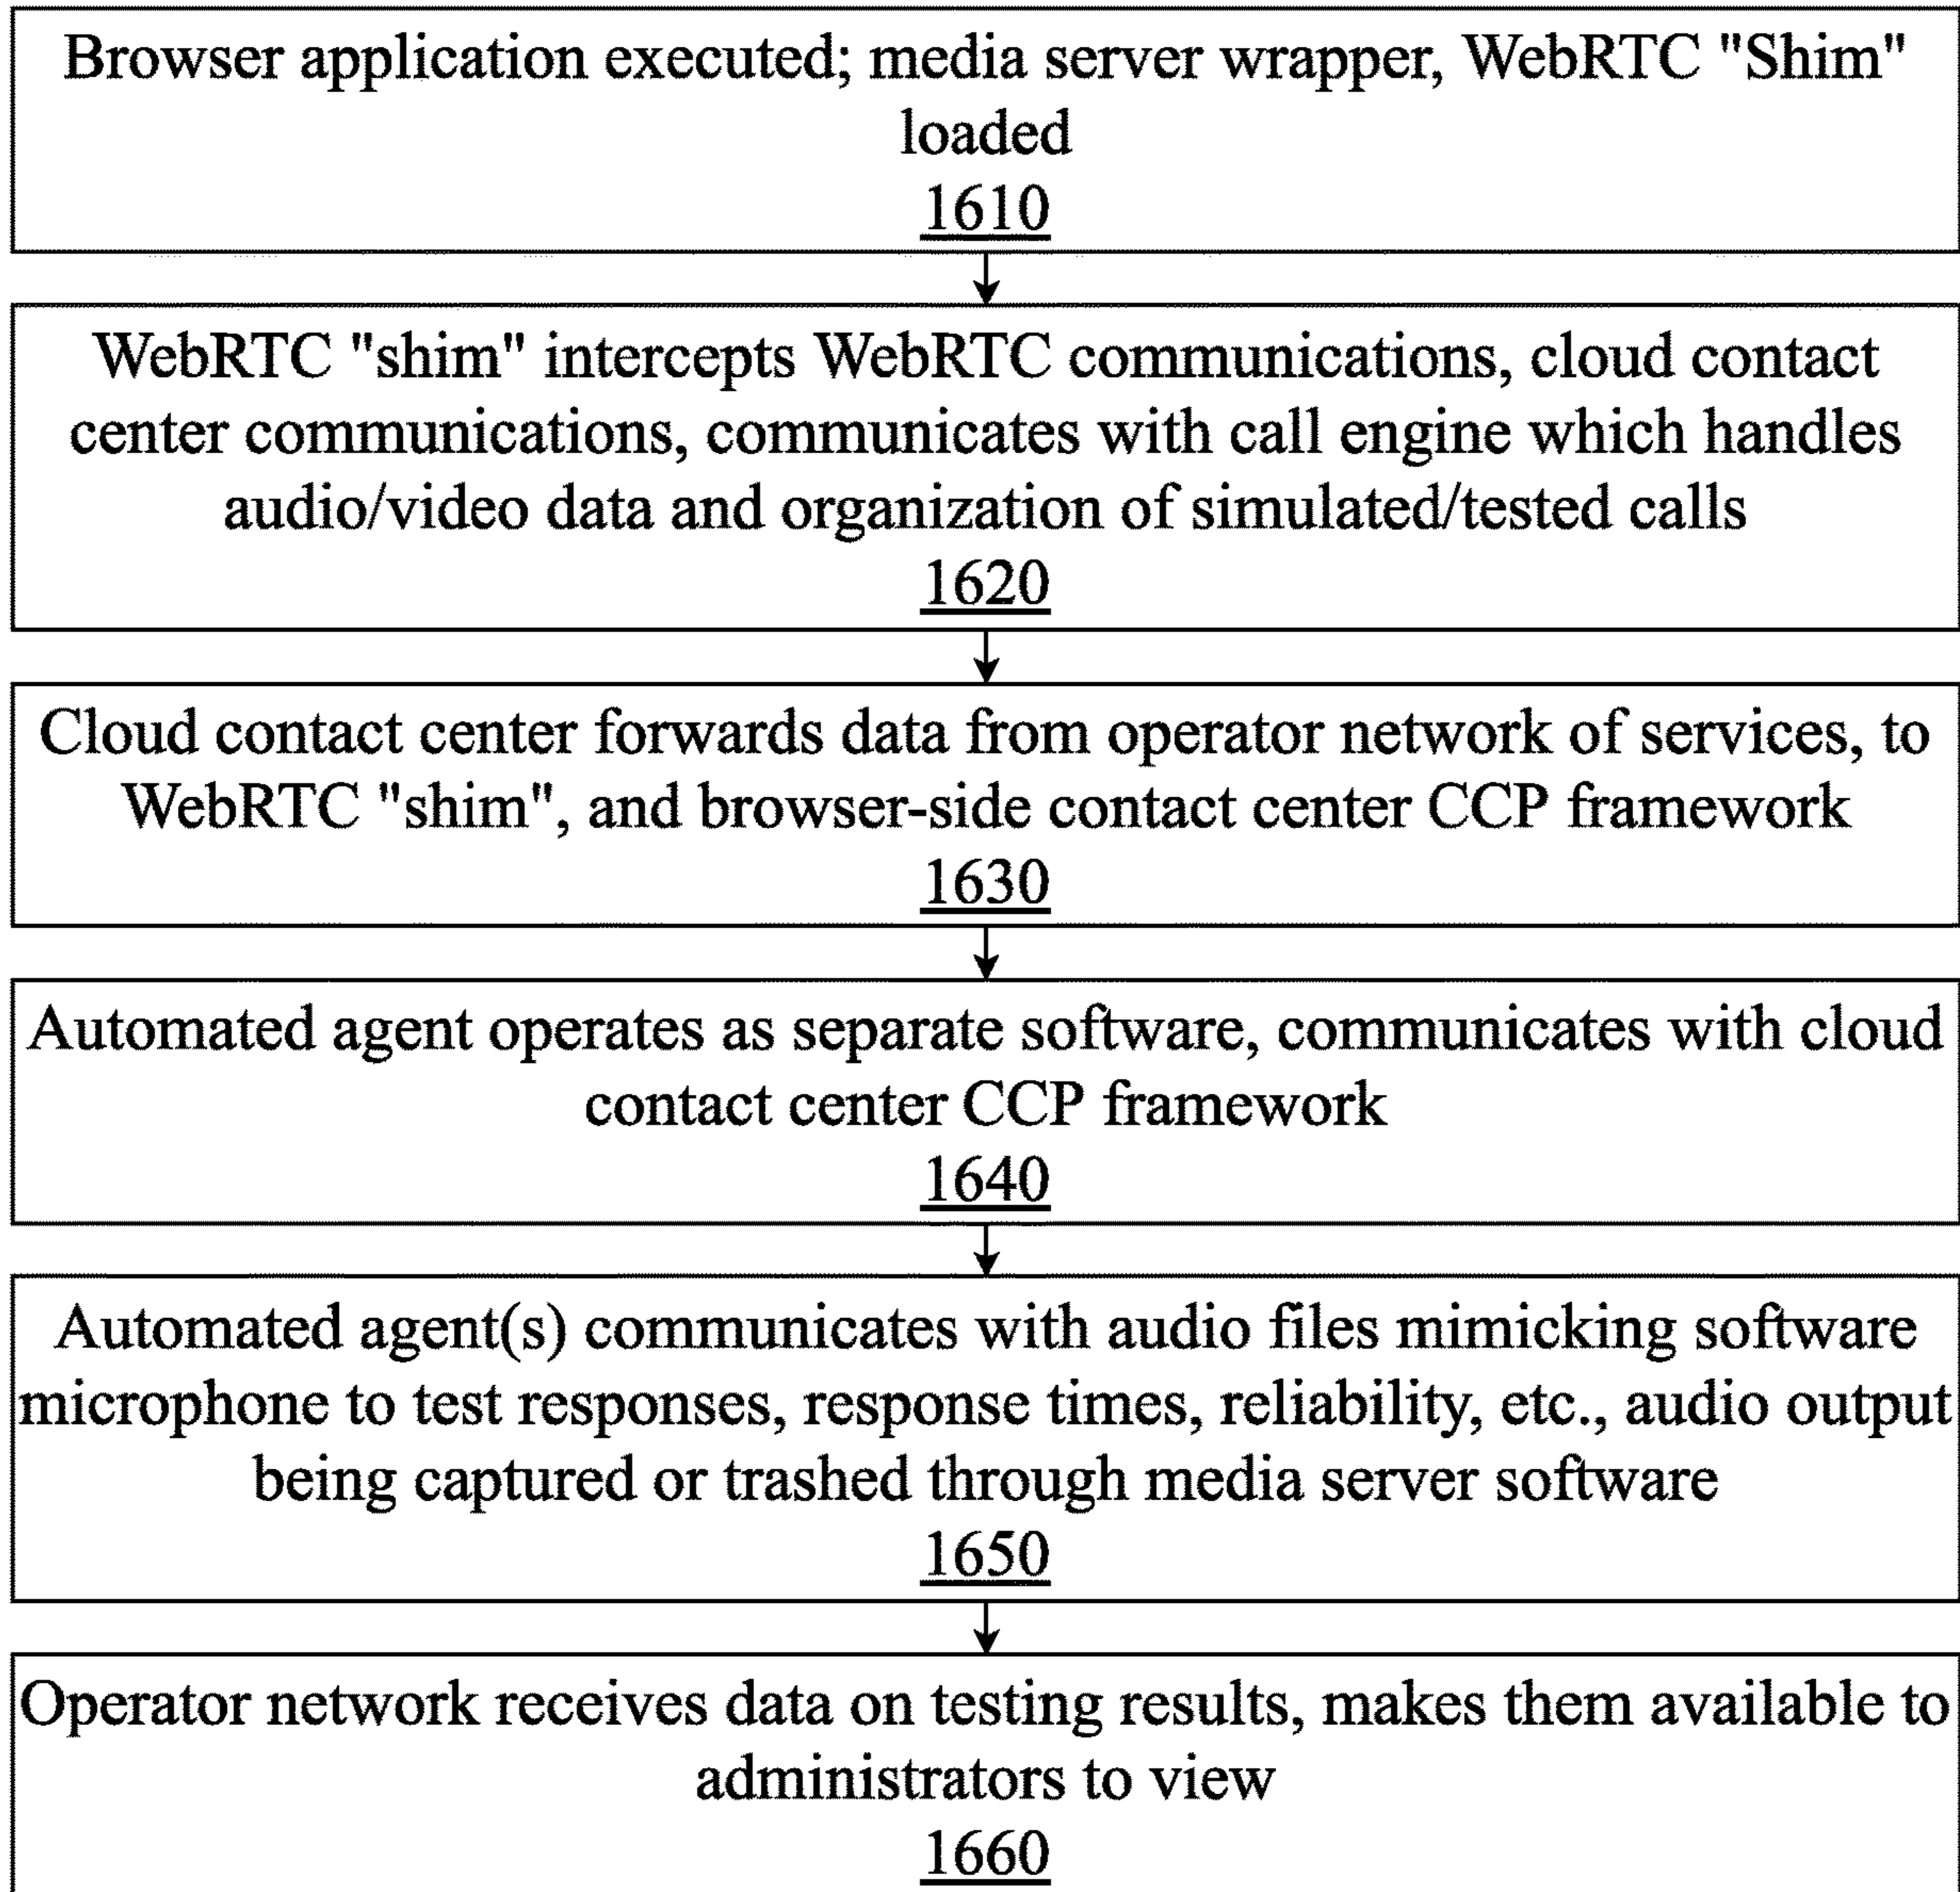 Browser application executed; media server wrapper, WebRTC "Shim"
loaded
1610
WebRTC "shim" intercepts WebRTC communications, cloud contact
center communications, communicates with call engine which handles
audio/video data and organization of simulated/tested calls
1620
Cloud contact center forwards data from operator network of services, to
WebRTC "shim", and browser-side contact center CCP framework
1630
Automated agent operates as separate software, communicates with cloud
contact center CCP framework
1640
Automated agent(s) communicates with audio files mimicking software
microphone to test responses, response times, reliability, etc., audio output
being captured or trashed through media server software
1650
Operator network receives data on testing results, makes them available to
administrators to view
1660